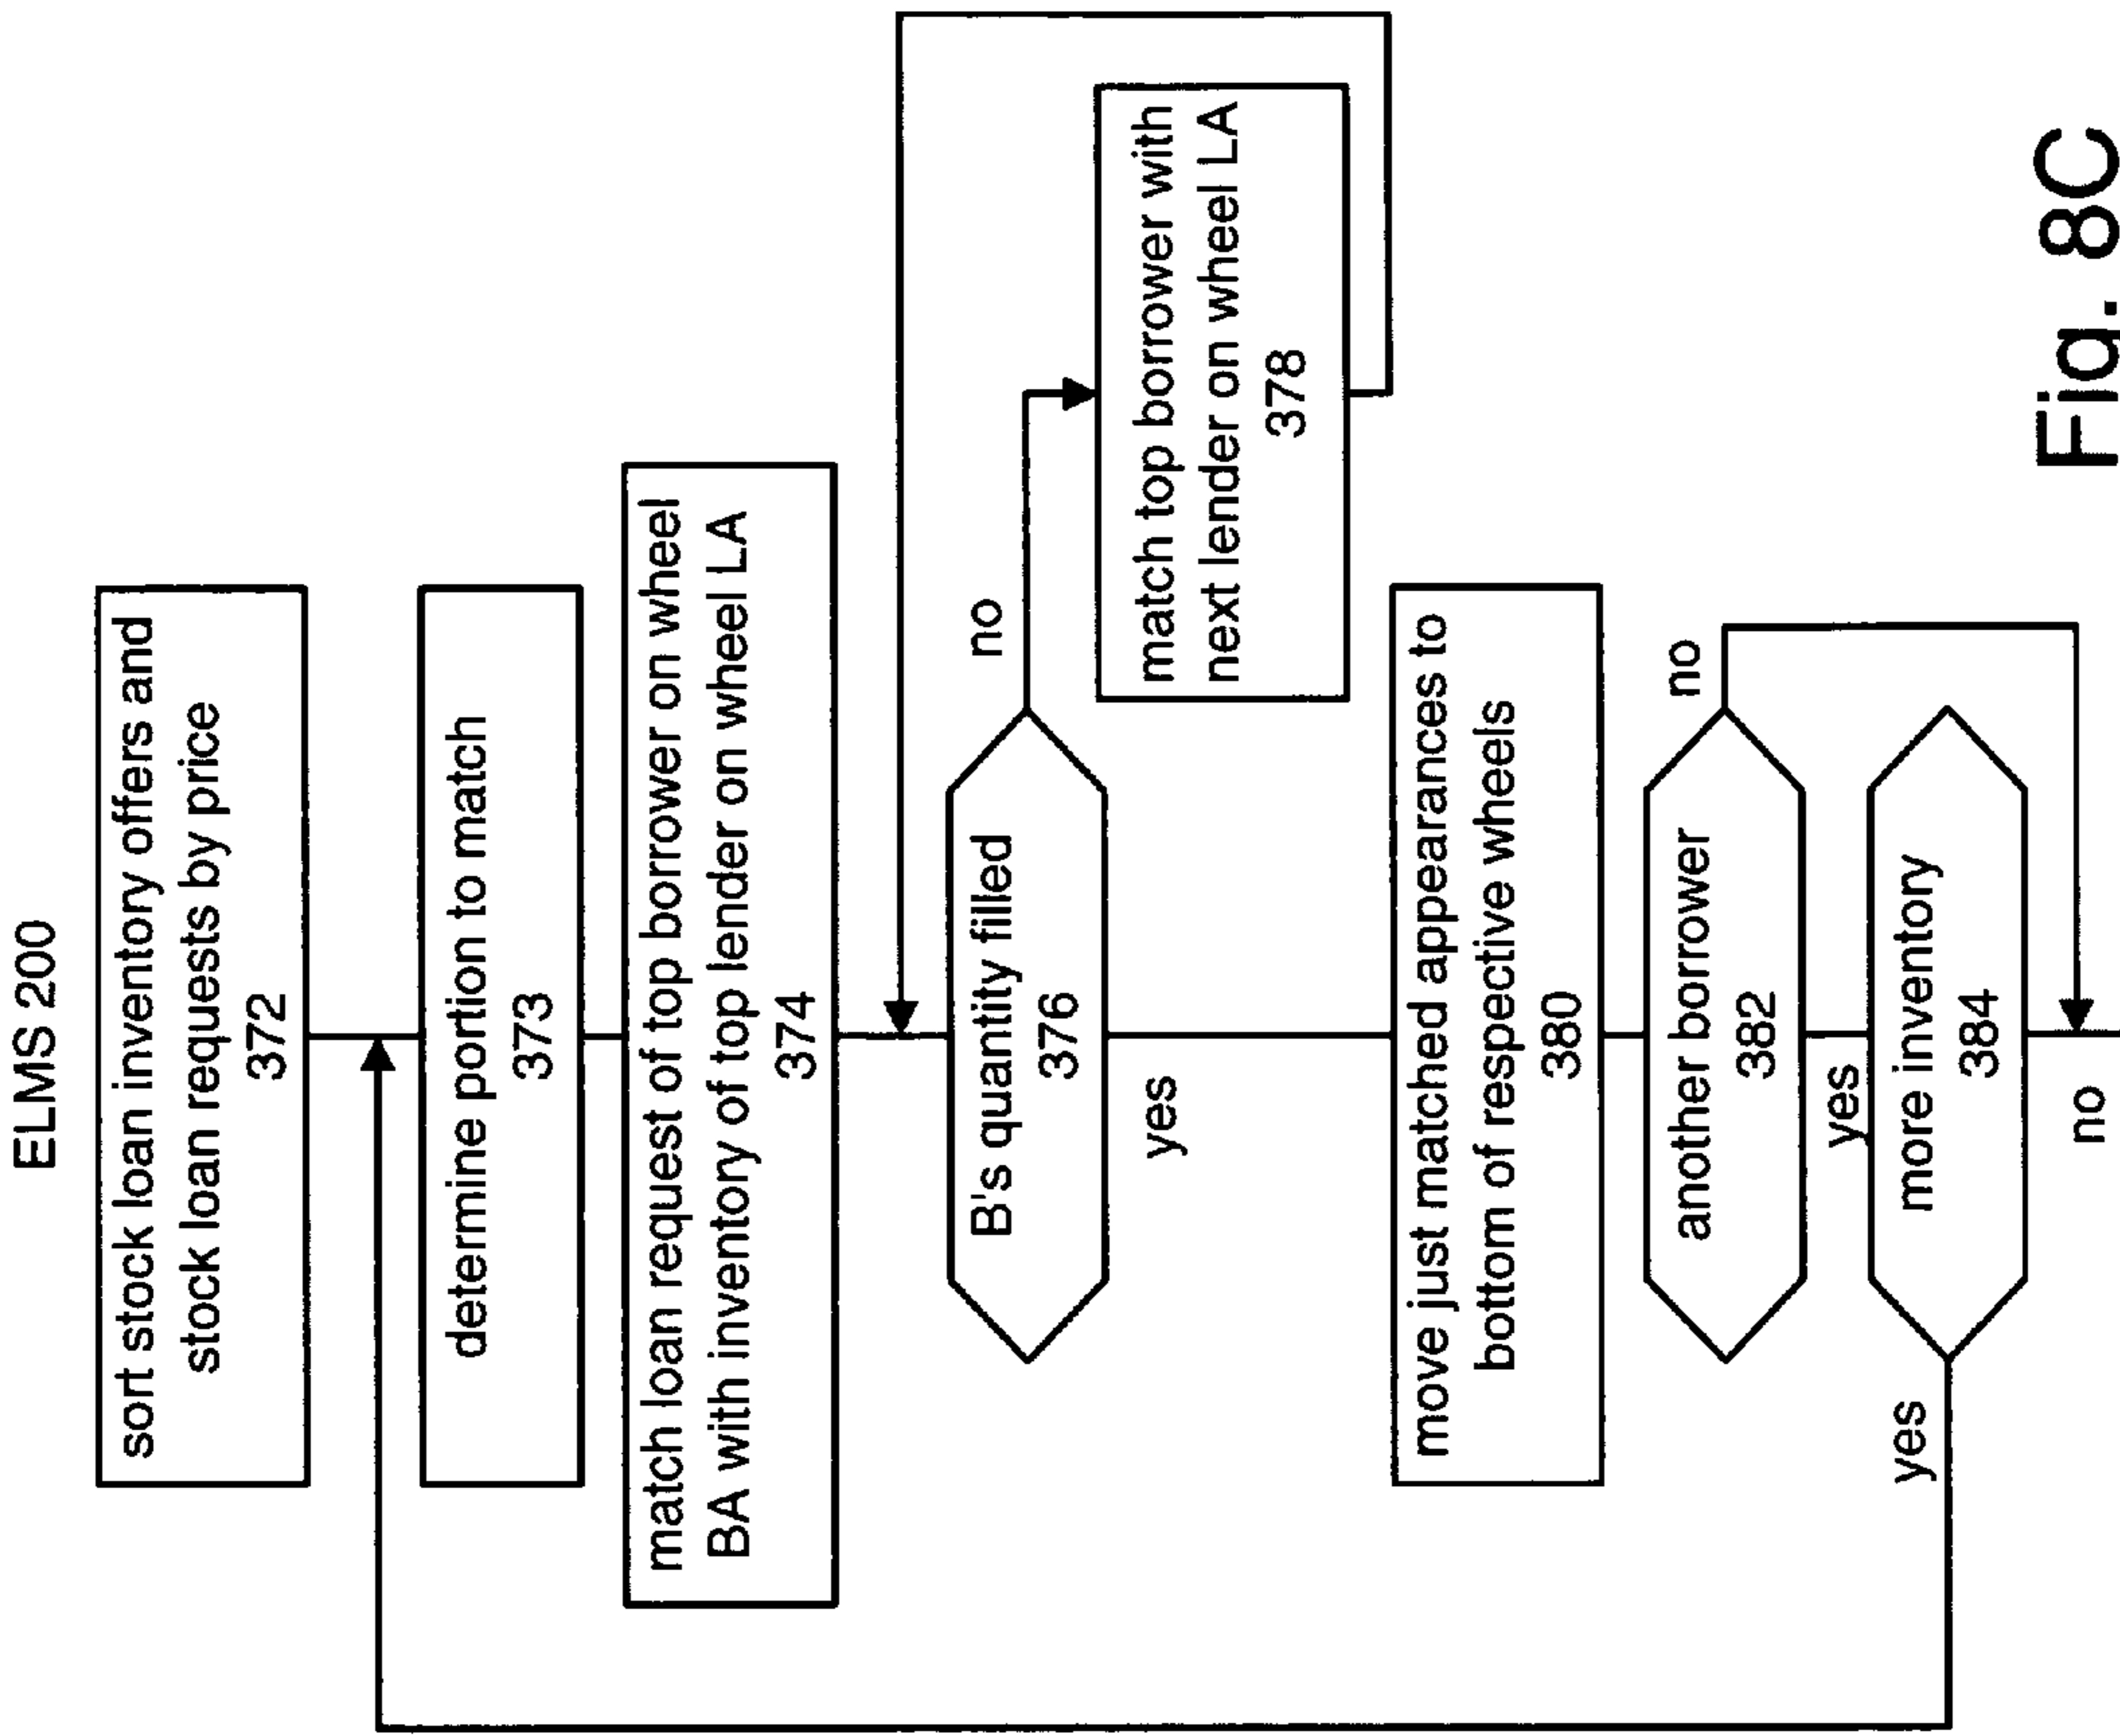 ELMS 200
sort stock loan inventory offers and
stock loan requests by price
372
determine portion to match
373
match loan request of top borrower on wheel
BA with inventory of top lender on wheel LA
374
B's quantity filled
376
no
match top borrower with
next lender on wheel LA
378
yes
move just matched appearances to
bottom of respective wheels
380
another borrower
382
no
yes
more inventory
384
yes
no
Fig. 8C